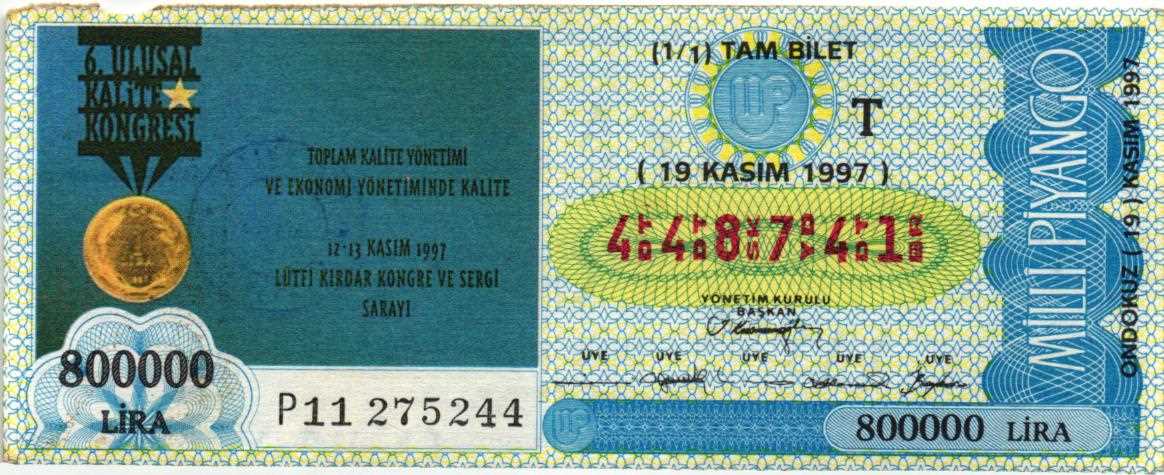 6. ULUSAL
KALİTE
KONGRESİ
TOPLAM KALİTE YÖNETİMİ
VE EKONOMİ YÖNETİMİNDE KALİTE
12-13 KASIM 1997
LÜTFİ KIRDAR KONGRE VE SERGİ
SARAYI
800000
LİRA
P11 275244
(1/1) TAM BİLET
T
( 19 KASIM 1997 )
4 4 8 7 4 1
YÖNETİM KURULU
BAŞKAN
ÜYE ÜYE ÜYE ÜYE ÜYE
800000 LİRA
MİLLİ PİYANGO
ONDOKUZ ( 19 ) KASIM 1997